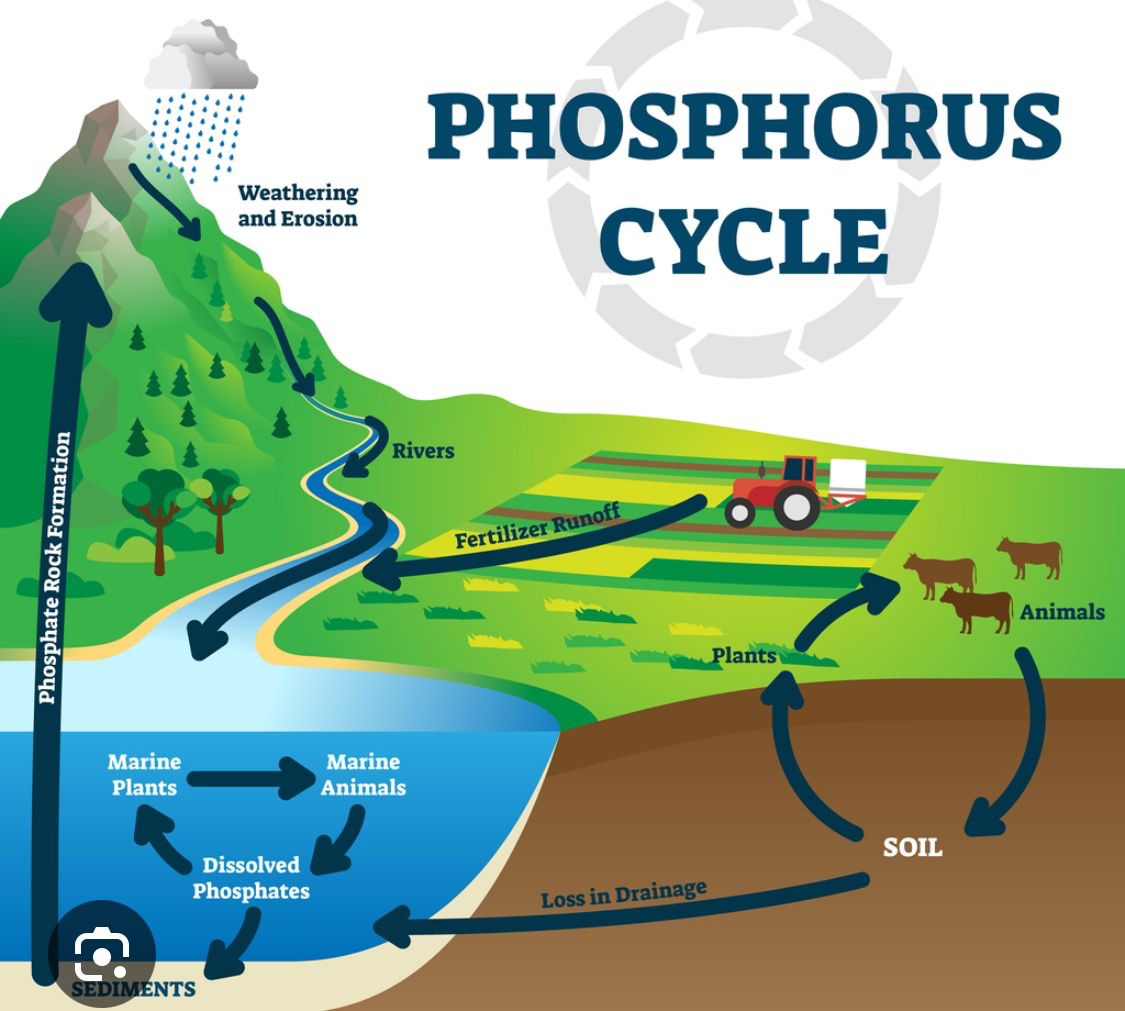 PHOSPHORUS
CYCLE
Weathering
and Erosion
Rivers
Phosphate Rock Formation
Fertilizer Runoff
Animals
Plants
Marine
Plants
Marine
Animals
SOIL
Dissolved
Phosphates
Loss in Drainage
SEDIMENTS